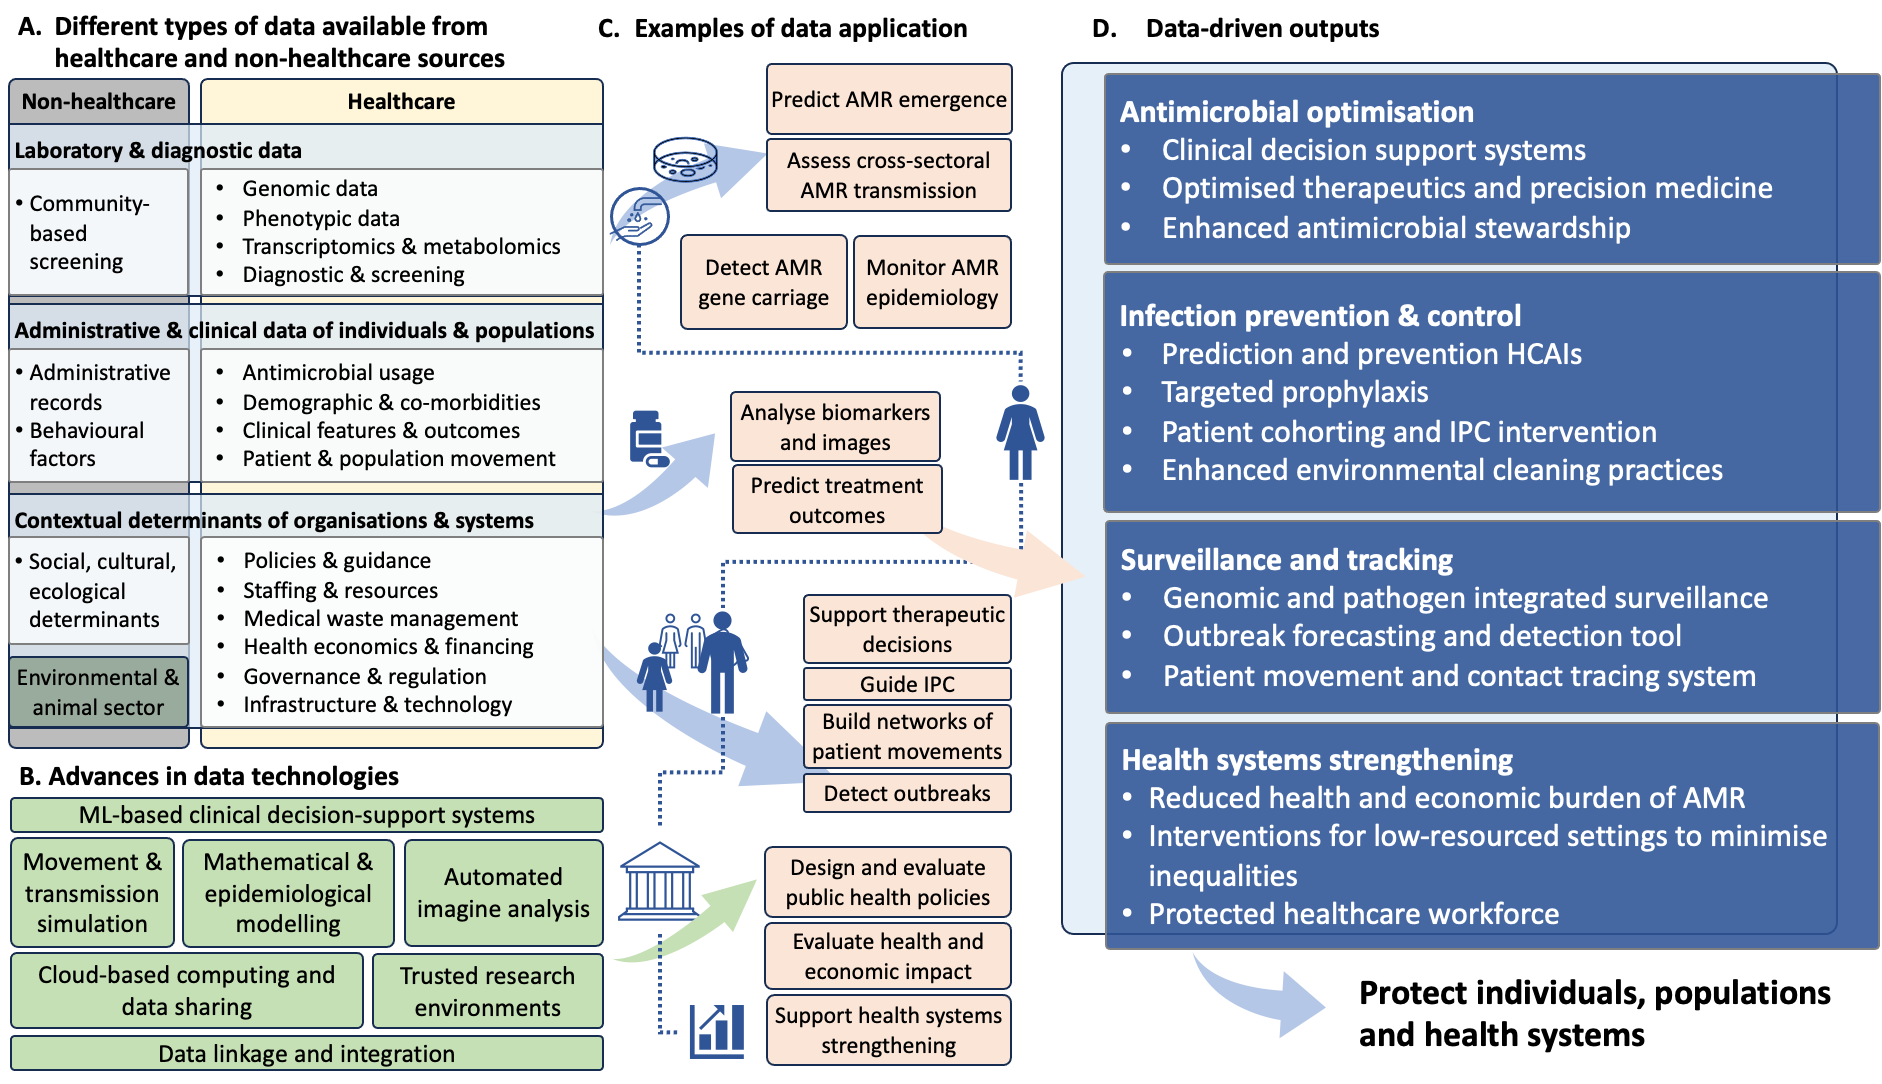 A. Different types of data available from
healthcare and non-healthcare sources
Non-healthcare
Healthcare
Laboratory & diagnostic data
• Community-
based
screening
• Genomic data
• Phenotypic data
• Transcriptomics & metabolomics
• Diagnostic & screening
Administrative & clinical data of individuals & populations
• Administrative
records
• Behavioural
factors
• Antimicrobial usage
• Demographic & co-morbidities
• Clinical features & outcomes
• Patient & population movement
Contextual determinants of organisations & systems
• Social, cultural,
ecological
determinants
Environmental &
animal sector
• Policies & guidance
• Staffing & resources
• Medical waste management
• Health economics & financing
• Governance & regulation
• Infrastructure & technology
B. Advances in data technologies
ML-based clinical decision-support systems
Movement &
transmission
simulation
Mathematical &
epidemiological
modelling
Automated
imagine analysis
Cloud-based computing and
data sharing
Trusted research
environments
Data linkage and integration
C. Examples of data application
Predict AMR emergence
Assess cross-sectoral
AMR transmission
Detect AMR
gene carriage
Monitor AMR
epidemiology
Analyse biomarkers
and images
Predict treatment
outcomes
Support therapeutic
decisions
Guide IPC
Build networks of
patient movements
Detect outbreaks
Design and evaluate
public health policies
Evaluate health and
economic impact
Support health systems
strengthening
D. Data-driven outputs
Antimicrobial optimisation
• Clinical decision support systems
• Optimised therapeutics and precision medicine
• Enhanced antimicrobial stewardship
Infection prevention & control
• Prediction and prevention HCAIs
• Targeted prophylaxis
• Patient cohorting and IPC intervention
• Enhanced environmental cleaning practices
Surveillance and tracking
• Genomic and pathogen integrated surveillance
• Outbreak forecasting and detection tool
• Patient movement and contact tracing system
Health systems strengthening
• Reduced health and economic burden of AMR
• Interventions for low-resourced settings to minimise
inequalities
• Protected healthcare workforce
Protect individuals, populations
and health systems